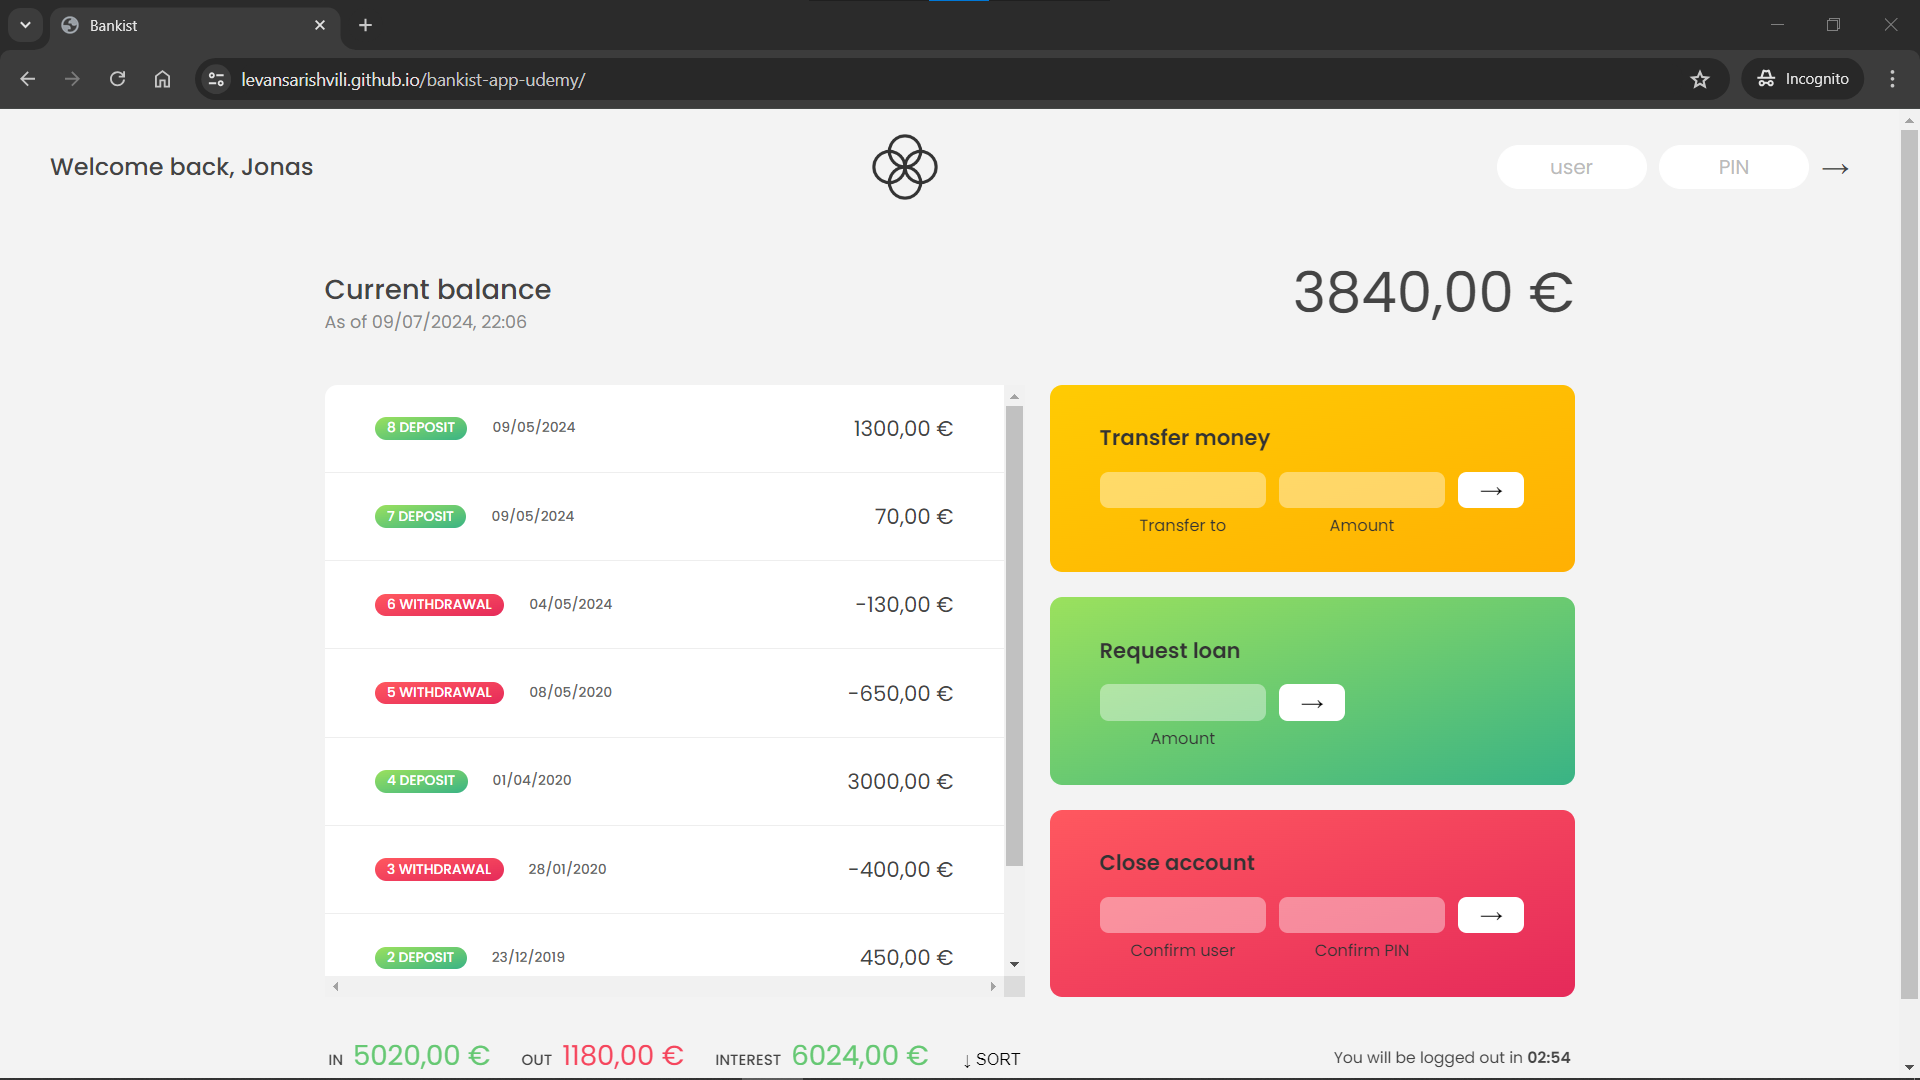 Bankist
levansarishvili.github.io/bankist-app-udemy/
Incognito
Welcome back, Jonas
user
PIN
→
Current balance
As of 09/07/2024, 22:06
3840,00 €
8 DEPOSIT 09/05/2024 1300,00 €
7 DEPOSIT 09/05/2024 70,00 €
6 WITHDRAWAL 04/05/2024 -130,00 €
5 WITHDRAWAL 08/05/2020 -650,00 €
4 DEPOSIT 01/04/2020 3000,00 €
3 WITHDRAWAL 28/01/2020 -400,00 €
2 DEPOSIT 23/12/2019 450,00 €
Transfer money
→
Transfer to Amount
Request loan
→
Amount
Close account
→
Confirm user Confirm PIN
IN 5020,00 € OUT 1180,00 € INTEREST 6024,00 € ↓ SORT
You will be logged out in 02:54